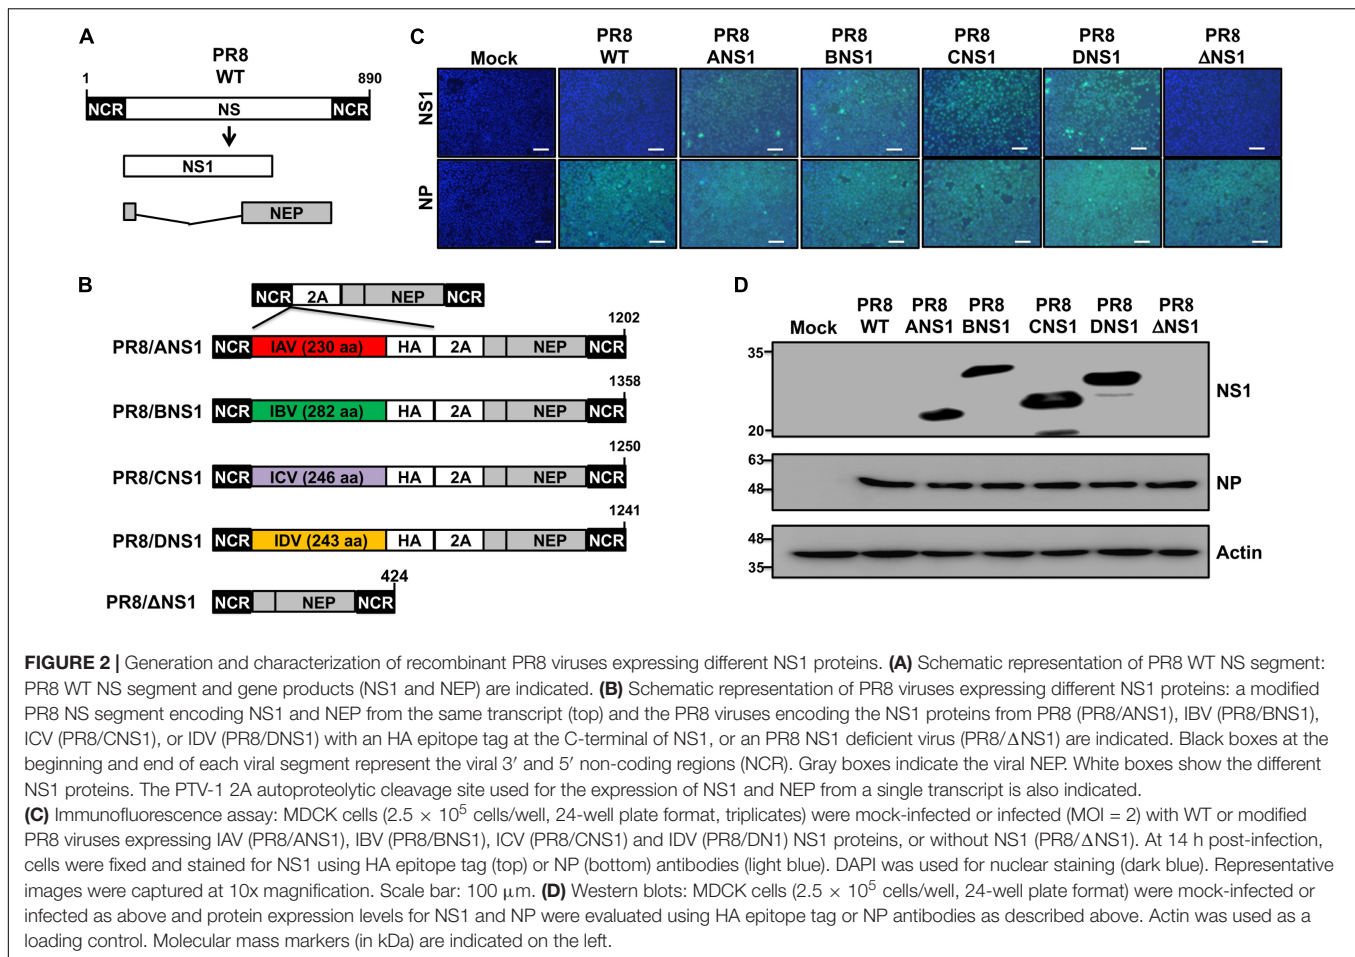 A
PR8
WT
1
890
NCR NS NCR
NS1
NEP
C
Mock
PR8
WT
PR8
ANS1
PR8
BNS1
PR8
CNS1
PR8
DNS1
PR8
ΔNS1
NS1
NP
B
NCR 2A NEP NCR
1202
PR8/ANS1 NCR IAV (230 aa) HA 2A NEP NCR
1358
PR8/BNS1 NCR IBV (282 aa) HA 2A NEP NCR
1250
PR8/CNS1 NCR ICV (246 aa) HA 2A NEP NCR
1241
PR8/DNS1 NCR IDV (243 aa) HA 2A NEP NCR
424
PR8/ΔNS1 NCR NEP NCR
D
Mock
PR8
WT
PR8
ANS1
PR8
BNS1
PR8
CNS1
PR8
DNS1
PR8
ΔNS1
35
20
NS1
63
48
NP
48
35
Actin
FIGURE 2 | Generation and characterization of recombinant PR8 viruses expressing different NS1 proteins. (A) Schematic representation of PR8 WT NS segment:
PR8 WT NS segment and gene products (NS1 and NEP) are indicated. (B) Schematic representation of PR8 viruses expressing different NS1 proteins: a modified
PR8 NS segment encoding NS1 and NEP from the same transcript (top) and the PR8 viruses encoding the NS1 proteins from PR8 (PR8/ANS1), IBV (PR8/BNS1),
ICV (PR8/CNS1), or IDV (PR8/DNS1) with an HA epitope tag at the C-terminal of NS1, or an PR8 NS1 deficient virus (PR8/ΔNS1) are indicated. Black boxes at the
beginning and end of each viral segment represent the viral 3′ and 5′ non-coding regions (NCR). Gray boxes indicate the viral NEP. White boxes show the different
NS1 proteins. The PTV-1 2A autoproteolytic cleavage site used for the expression of NS1 and NEP from a single transcript is also indicated.
(C) Immunofluorescence assay: MDCK cells (2.5 × 10⁵ cells/well, 24-well plate format, triplicates) were mock-infected or infected (MOI = 2) with WT or modified
PR8 viruses expressing IAV (PR8/ANS1), IBV (PR8/BNS1), ICV (PR8/CNS1) and IDV (PR8/DN1) NS1 proteins, or without NS1 (PR8/ΔNS1). At 14 h post-infection,
cells were fixed and stained for NS1 using HA epitope tag (top) or NP (bottom) antibodies (light blue). DAPI was used for nuclear staining (dark blue). Representative
images were captured at 10x magnification. Scale bar: 100 μm. (D) Western blots: MDCK cells (2.5 × 10⁵ cells/well, 24-well plate format) were mock-infected or
infected as above and protein expression levels for NS1 and NP were evaluated using HA epitope tag or NP antibodies as described above. Actin was used as a
loading control. Molecular mass markers (in kDa) are indicated on the left.